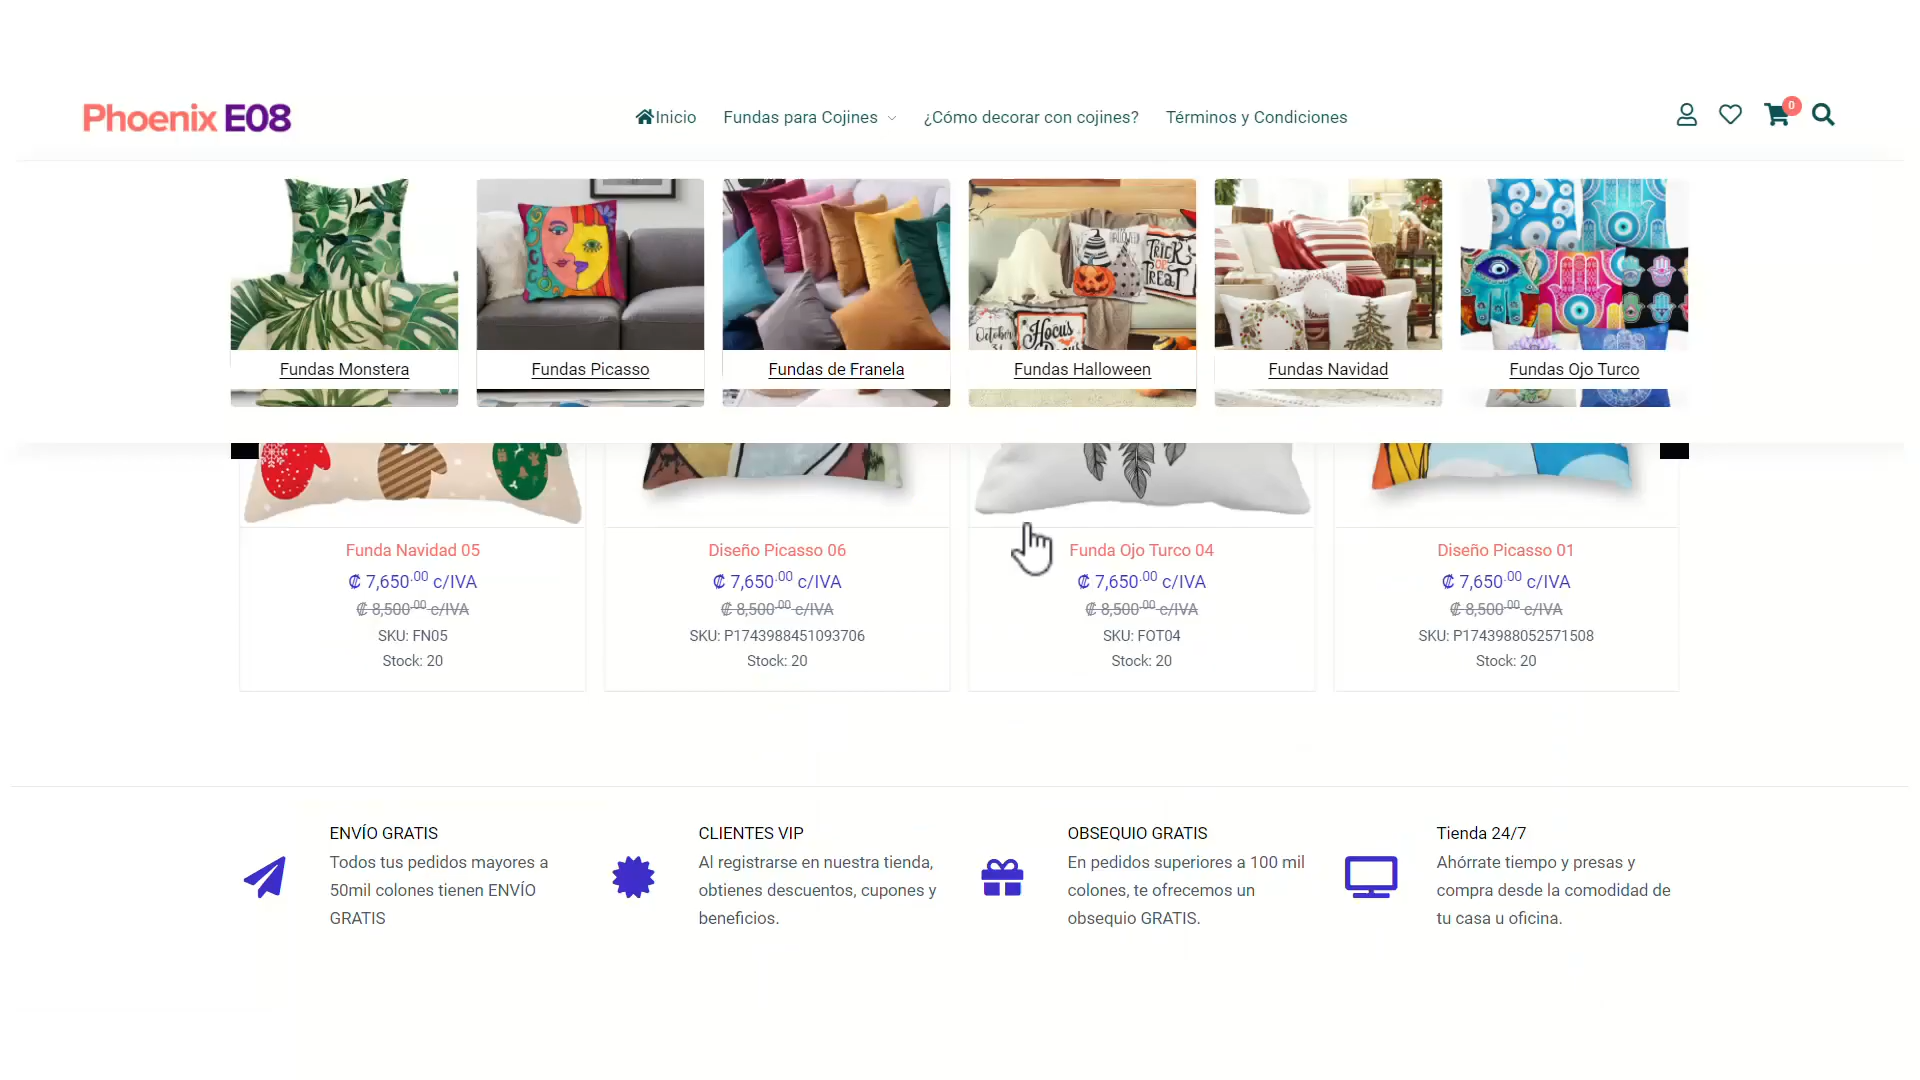 Phoenix E08
Inicio
Fundas para Cojines
¿Cómo decorar con cojines?
Términos y Condiciones
0
HALLOWEEN
TRICK
OR
TREAT
October
31
Hocus
Fundas Monstera
Fundas Picasso
Fundas de Franela
Fundas Halloween
Fundas Navidad
Fundas Ojo Turco
Funda Navidad 05
₡ 7,650.00 c/IVA
₡ 8,500.00 c/IVA
SKU: FN05
Stock: 20
Diseño Picasso 06
₡ 7,650.00 c/IVA
₡ 8,500.00 c/IVA
SKU: P1743988451093706
Stock: 20
Funda Ojo Turco 04
₡ 7,650.00 c/IVA
₡ 8,500.00 c/IVA
SKU: FOT04
Stock: 20
Diseño Picasso 01
₡ 7,650.00 c/IVA
₡ 8,500.00 c/IVA
SKU: P1743988052571508
Stock: 20
ENVÍO GRATIS
Todos tus pedidos mayores a
50mil colones tienen ENVÍO
GRATIS
CLIENTES VIP
Al registrarse en nuestra tienda,
obtienes descuentos, cupones y
beneficios.
OBSEQUIO GRATIS
En pedidos superiores a 100 mil
colones, te ofrecemos un
obsequio GRATIS.
Tienda 24/7
Ahórrate tiempo y presas y
compra desde la comodidad de
tu casa u oficina.